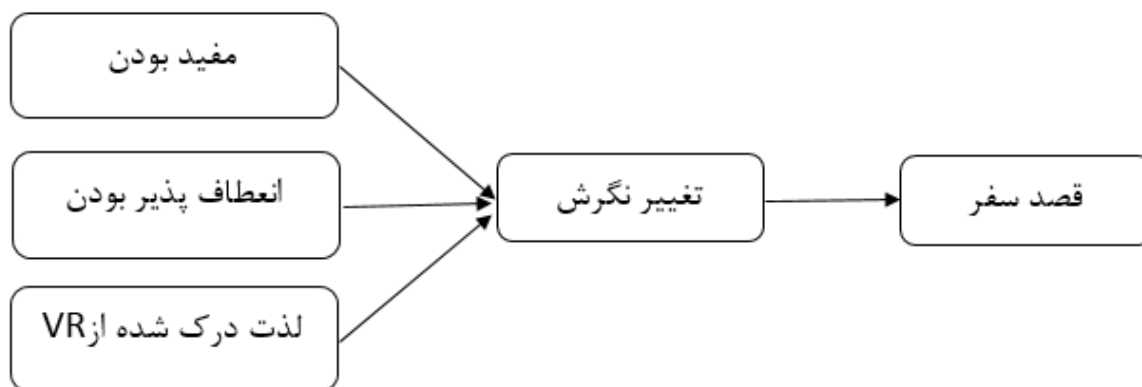 مفید بودن
انعطاف پذیر بودن
لذت درک شده ازVR
تغییر نگرش
قصد سفر